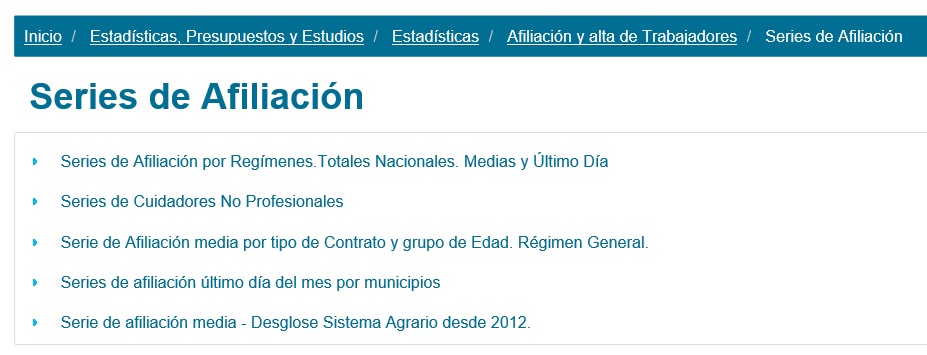 Inicio / Estadísticas, Presupuestos y Estudios / Estadísticas / Afiliación y alta de Trabajadores / Series de Afiliación
Series de Afiliación
Series de Afiliación por Regímenes.Totales Nacionales. Medias y Último Día
Series de Cuidadores No Profesionales
Serie de Afiliación media por tipo de Contrato y grupo de Edad. Régimen General.
Series de afiliación último día del mes por municipios
Serie de afiliación media - Desglose Sistema Agrario desde 2012.